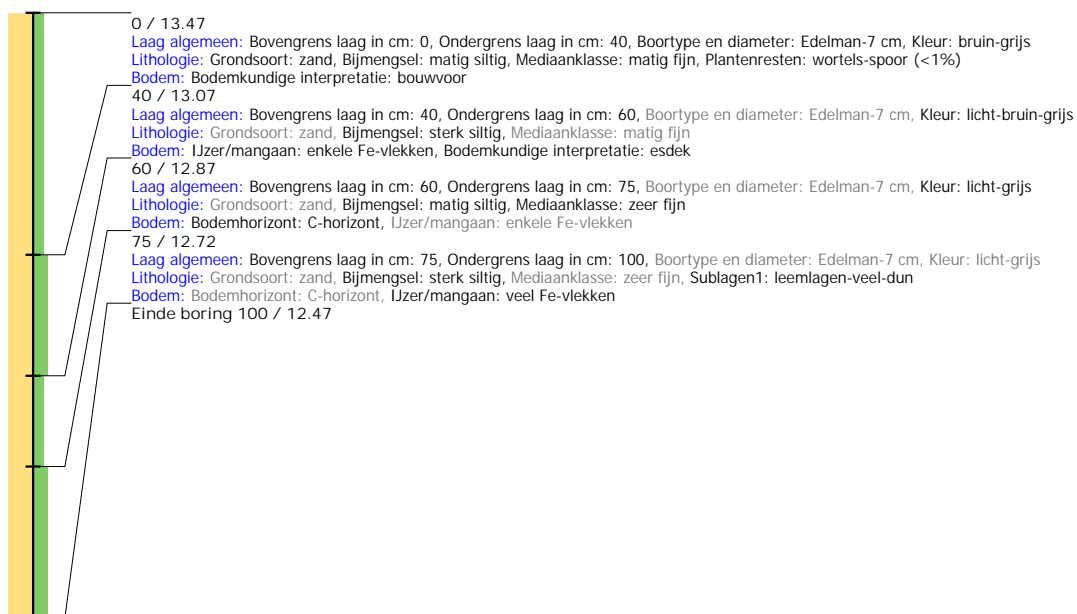 0 / 13.47
Laag algemeen: Bovengrens laag in cm: 0, Ondergrens laag in cm: 40, Boortype en diameter: Edelman-7 cm, Kleur: bruin-grijs
Lithologie: Grondsoort: zand, Bijmengsel: matig siltig, Mediaanklasse: matig fijn, Plantenresten: wortels-spoor (<1%)
Bodem: Bodemkundige interpretatie: bouwvoor
40 / 13.07
Laag algemeen: Bovengrens laag in cm: 40, Ondergrens laag in cm: 60, Boortype en diameter: Edelman-7 cm, Kleur: licht-bruin-grijs
Lithologie: Grondsoort: zand, Bijmengsel: sterk siltig, Mediaanklasse: matig fijn
Bodem: IJzer/mangaan: enkele Fe-vlekken, Bodemkundige interpretatie: esdek
60 / 12.87
Laag algemeen: Bovengrens laag in cm: 60, Ondergrens laag in cm: 75, Boortype en diameter: Edelman-7 cm, Kleur: licht-grijs
Lithologie: Grondsoort: zand, Bijmengsel: matig siltig, Mediaanklasse: zeer fijn
Bodem: Bodemhorizont: C-horizont, IJzer/mangaan: enkele Fe-vlekken
75 / 12.72
Laag algemeen: Bovengrens laag in cm: 75, Ondergrens laag in cm: 100, Boortype en diameter: Edelman-7 cm, Kleur: licht-grijs
Lithologie: Grondsoort: zand, Bijmengsel: sterk siltig, Mediaanklasse: zeer fijn, Sublagen1: leemlagen-veel-dun
Bodem: Bodemhorizont: C-horizont, IJzer/mangaan: veel Fe-vlekken
Einde boring 100 / 12.47